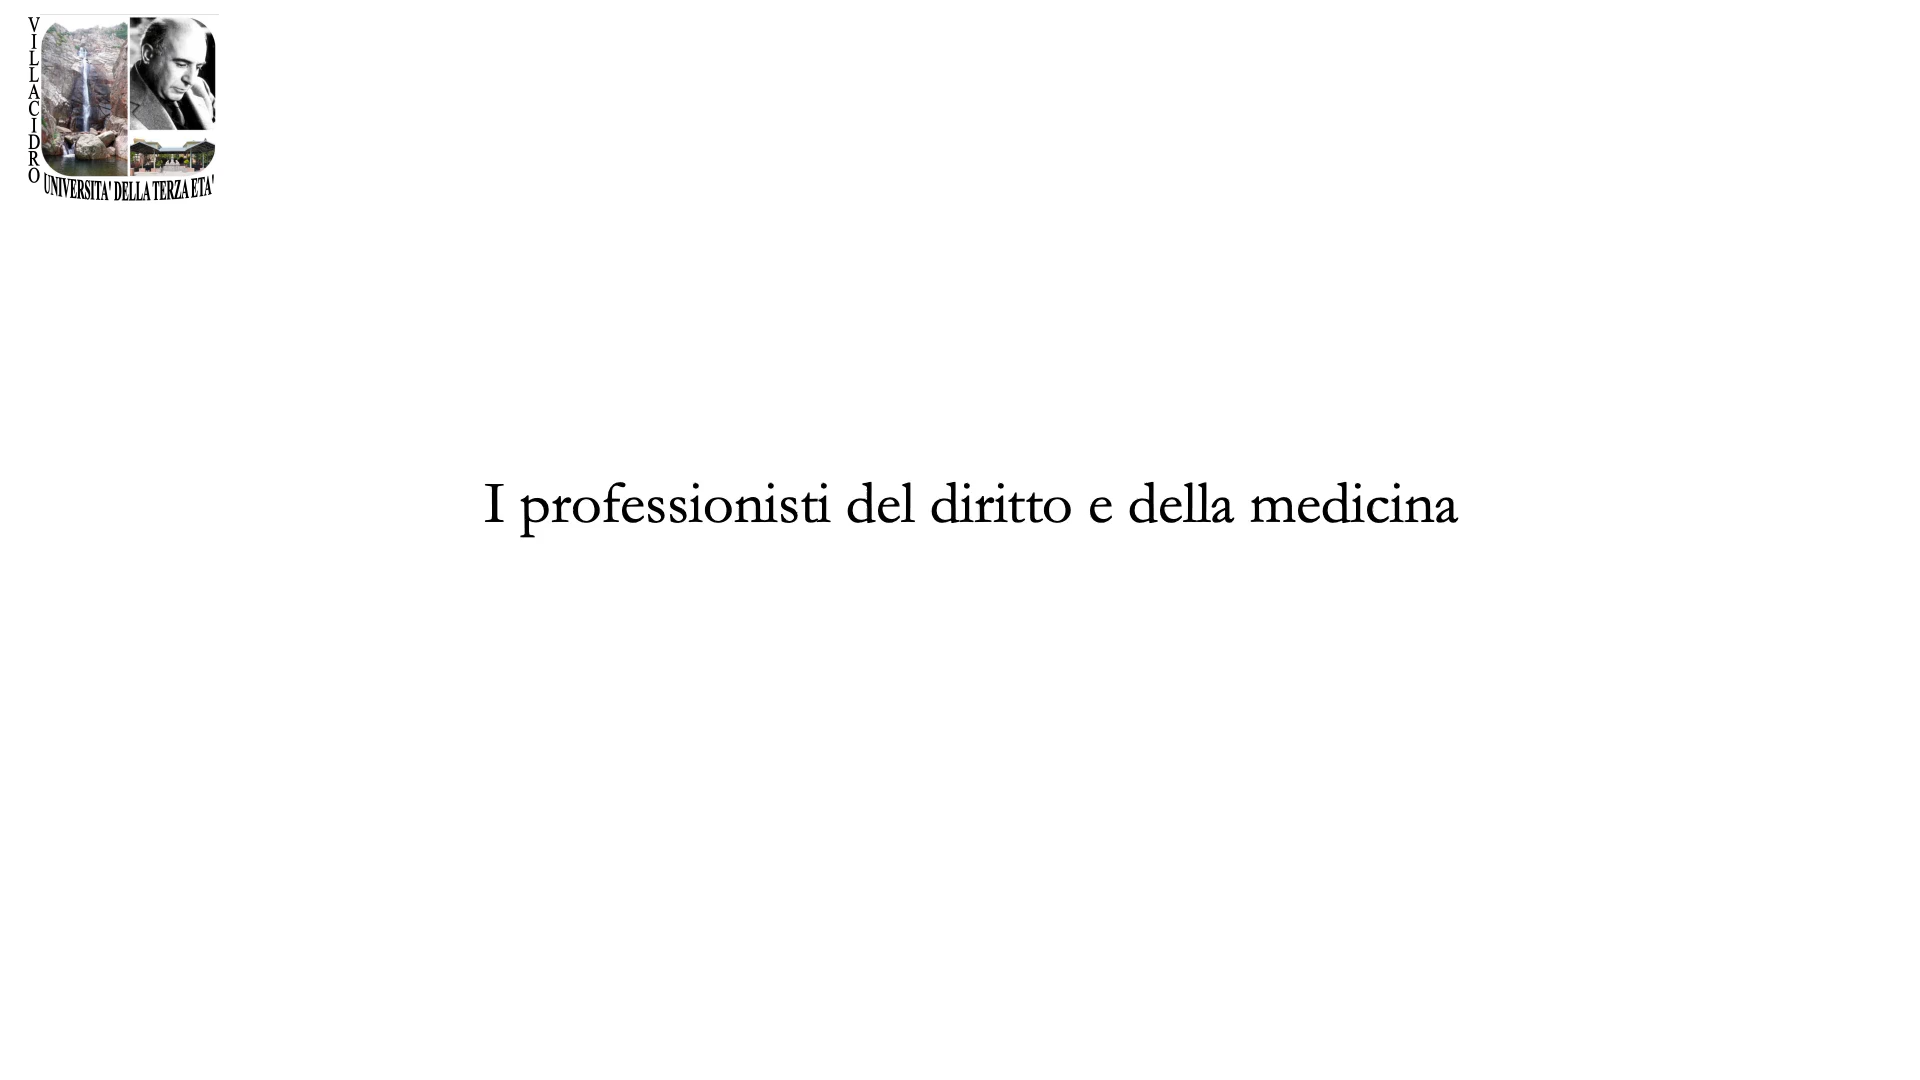 VILLACIDRO
UNIVERSITA' DELLA TERZA ETA'
I professionisti del diritto e della medicina